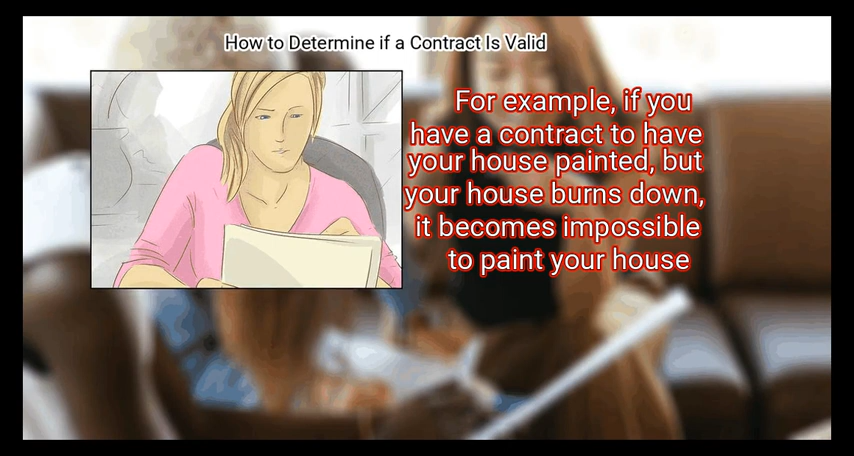 How to Determine if a Contract Is Valid
For example, if you
have a contract to have
your house painted, but
your house burns down,
it becomes impossible
to paint your house